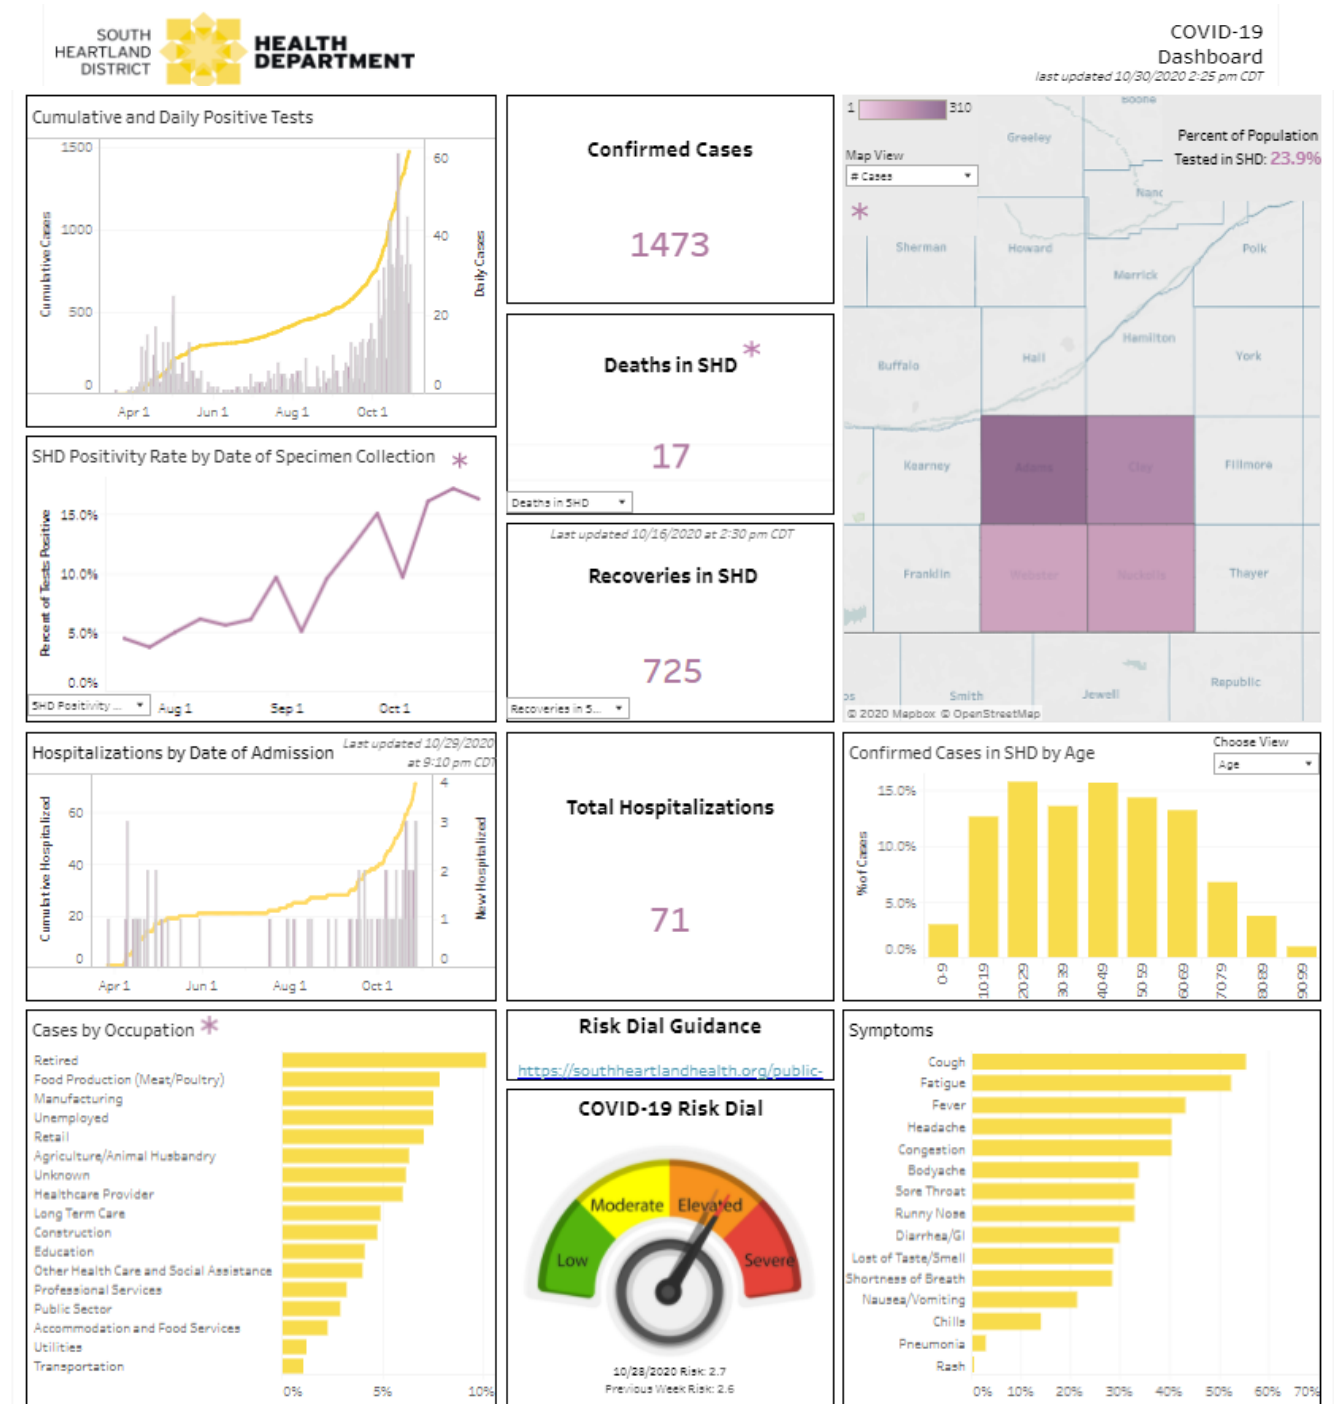 SOUTH
HEARTLAND
DISTRICT
HEALTH
DEPARTMENT
COVID-19
Dashboard
last updated 10/30/2020 2:25 pm CDT
Cumulative and Daily Positive Tests
1500
1000
500
0
Cumulative Cases
60
40
20
0
Daily Cases
Apr 1 Jun 1 Aug 1 Oct 1
Confirmed Cases
1473
Deaths in SHD *
17
Deaths in SHD
1 310
Map View
# Cases
*
Percent of Population
Tested in SHD: 23.9%
Boone
Greeley
Nanc
Sherman
Howard
Polk
Merrick
Hamilton
Buffalo
Hall
York
Kearney
Adams
Clay
Fillmore
Franklin
Webster
Nuckolls
Thayer
Smith
Jewell
Republic
os
© 2020 Mapbox © OpenStreetMap
SHD Positivity Rate by Date of Specimen Collection *
Percent of Tests Positive
15.0%
10.0%
5.0%
0.0%
SHD Positivity ...
Aug 1 Sep 1 Oct 1
Last updated 10/16/2020 at 2:30 pm CDT
Recoveries in SHD
725
Recoveries in S...
Hospitalizations by Date of Admission
Last updated 10/29/2020
at 9:10 pm CDT
Cumulative Hospitalized
60
40
20
0
4
3
2
1
0
New Hospitalized
Apr 1 Jun 1 Aug 1 Oct 1
Total Hospitalizations
71
Confirmed Cases in SHD by Age
Choose View
Age
% of Cases
15.0%
10.0%
5.0%
0.0%
0-9
10-19
20-29
30-39
40-49
50-59
60-69
70-79
80-89
90-99
Cases by Occupation *
Retired
Food Production (Meat/Poultry)
Manufacturing
Unemployed
Retail
Agriculture/Animal Husbandry
Unknown
Healthcare Provider
Long Term Care
Construction
Education
Other Health Care and Social Assistance
Professional Services
Public Sector
Accommodation and Food Services
Utilities
Transportation
0% 5% 10%
Risk Dial Guidance
https://southheartlandhealth.org/public-
COVID-19 Risk Dial
Low
Moderate
Elevated
Severe
10/28/2020 Risk: 2.7
Previous Week Risk: 2.6
Symptoms
Cough
Fatigue
Fever
Headache
Congestion
Bodyache
Sore Throat
Runny Nose
Diarrhea/GI
Lost of Taste/Smell
Shortness of Breath
Nausea/Vomiting
Chills
Pneumonia
Rash
0% 10% 20% 30% 40% 50% 60% 70%